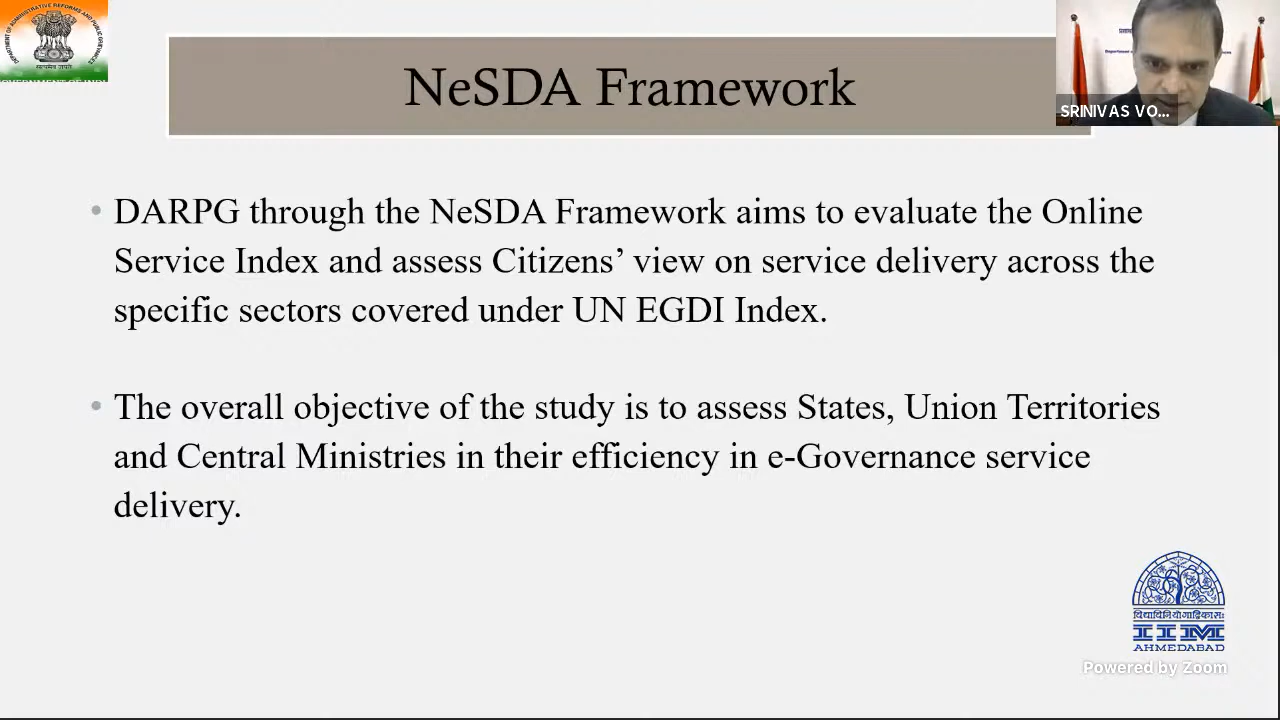 NeSDA Framework
SRINIVAS VO...
DARPG through the NeSDA Framework aims to evaluate the Online
Service Index and assess Citizens’ view on service delivery across the
specific sectors covered under UN EGDI Index.
The overall objective of the study is to assess States, Union Territories
and Central Ministries in their efficiency in e-Governance service
delivery.
IIM
AHMEDABAD
Powered by Zoom